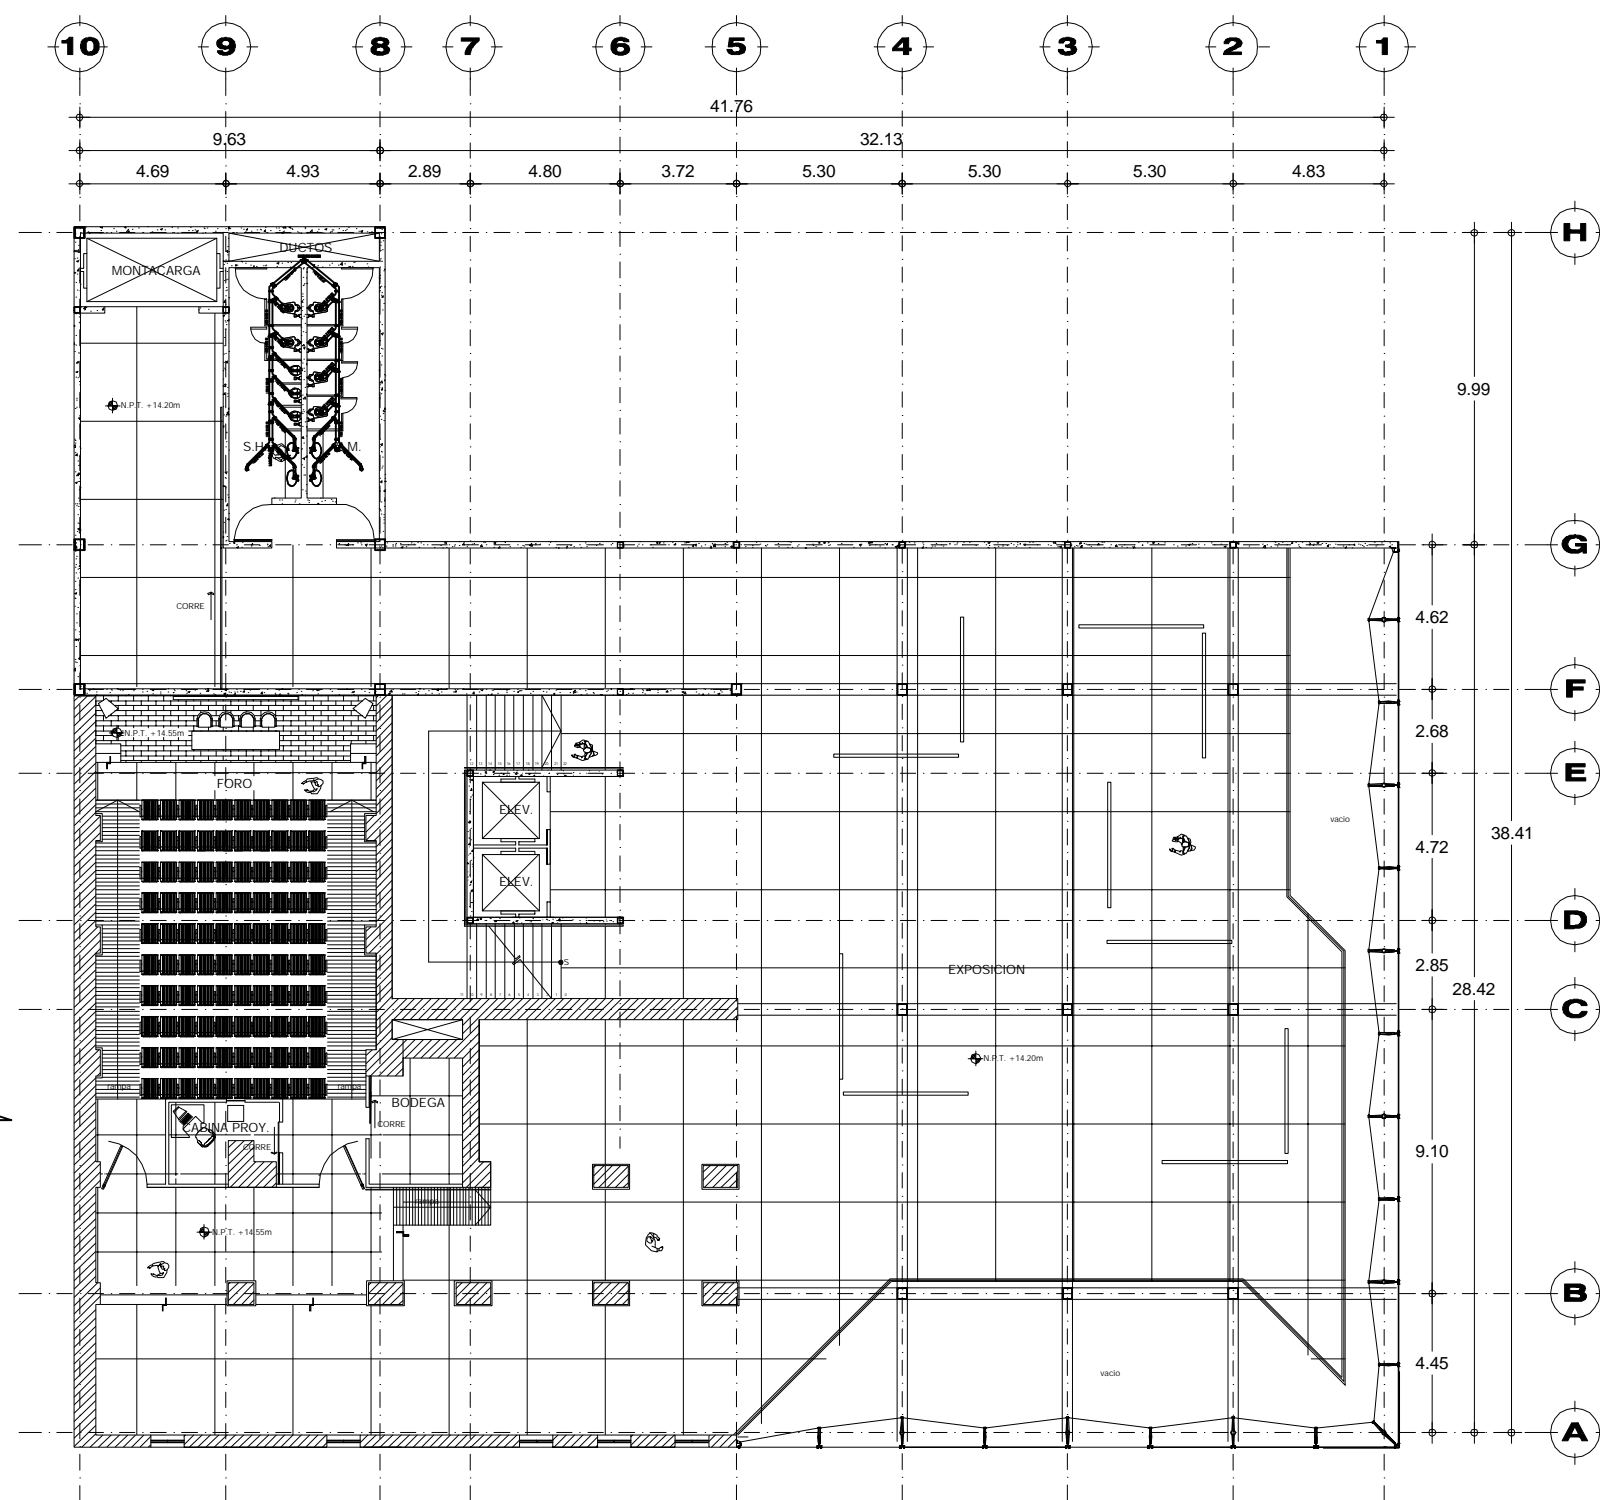 10 9 8 7 6 5 4 3 2 1
41.76
9.63 32.13
4.69 4.93 2.89 4.80 3.72 5.30 5.30 5.30 4.83
H
DUCTOS
MONTACARGA
9.99
N.P.T. +14.20m
S.H. M.
G
CORRE
4.62
F
N.P.T. +14.55m
2.68
E
FORO
ELEV.
vacio
38.41
4.72
ELEV.
D
S
EXPOSICION
2.85
28.42
C
N.P.T. +14.20m
rampa rampa
BODEGA
CABINA PROY.
CORRE
CORRE
9.10
rampa
N.P.T. +14.55m
B
vacio
4.45
A